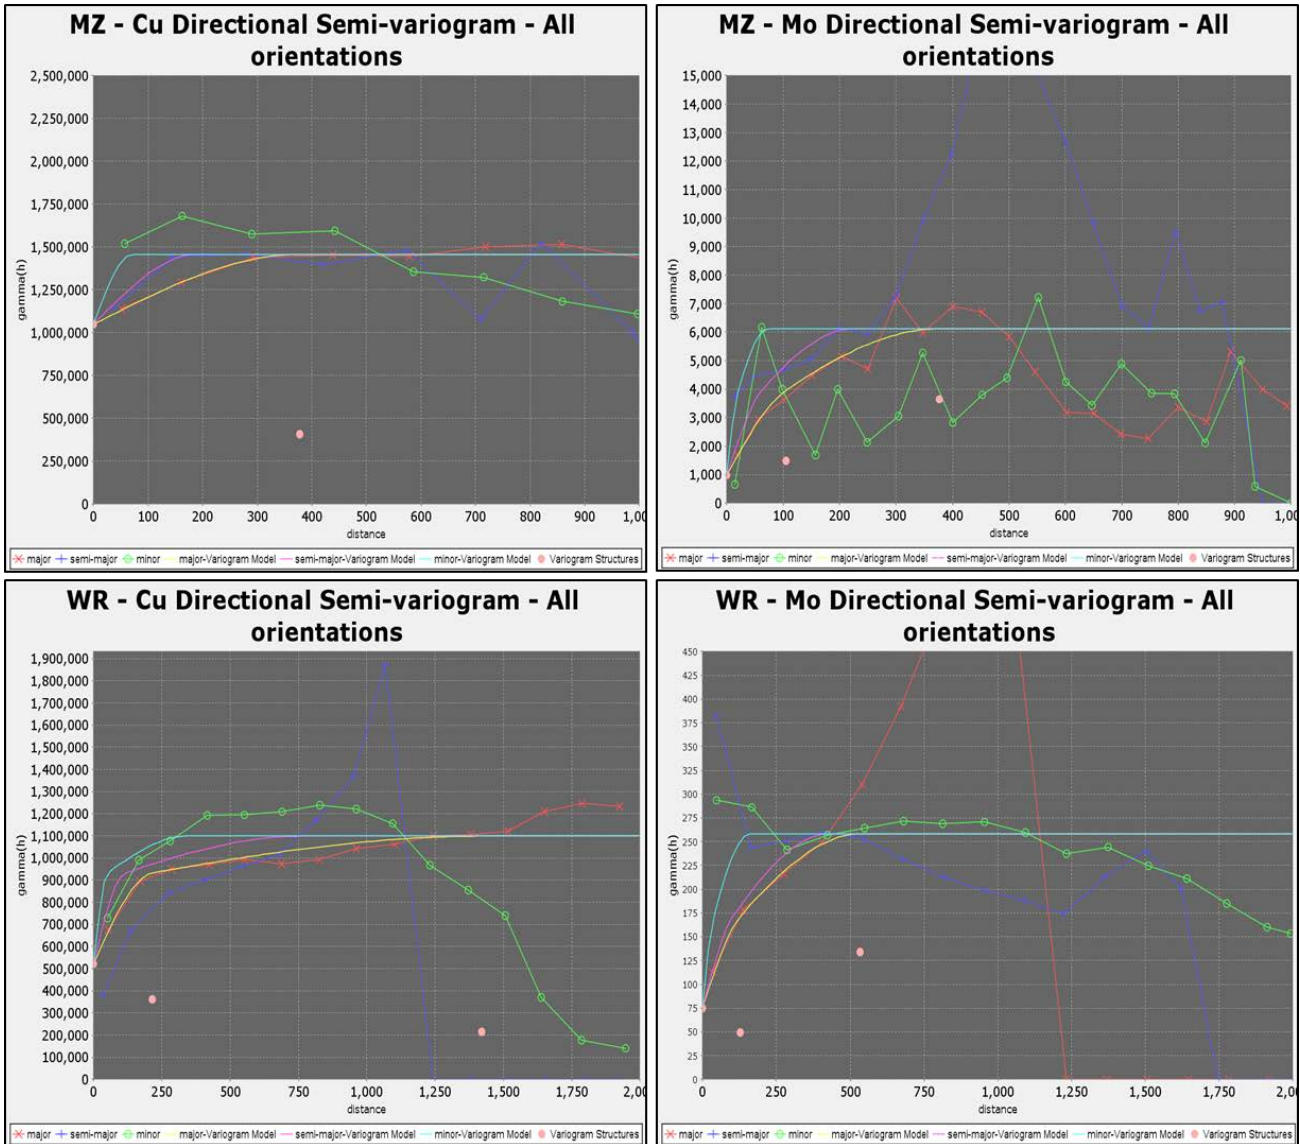 MZ - Cu Directional Semi-variogram - All
orientations
2,500,000
2,250,000
2,000,000
1,750,000
1,500,000
1,250,000
1,000,000
750,000
500,000
250,000
0
gamma(h)
0 100 200 300 400 500 600 700 800 900 1,00
distance
major semi-major minor major-Variogram Model semi-major-Variogram Model minor-Variogram Model Variogram Structures
MZ - Mo Directional Semi-variogram - All
orientations
15,000
14,000
13,000
12,000
11,000
10,000
9,000
8,000
7,000
6,000
5,000
4,000
3,000
2,000
1,000
0
gamma(h)
0 100 200 300 400 500 600 700 800 900 1,00
distance
major semi-major minor major-Variogram Model semi-major-Variogram Model minor-Variogram Model Variogram Structures
WR - Cu Directional Semi-variogram - All
orientations
1,900,000
1,800,000
1,700,000
1,600,000
1,500,000
1,400,000
1,300,000
1,200,000
1,100,000
1,000,000
900,000
800,000
700,000
600,000
500,000
400,000
300,000
200,000
100,000
0
gamma(h)
0 250 500 750 1,000 1,250 1,500 1,750 2,00
distance
major semi-major minor major-Variogram Model semi-major-Variogram Model minor-Variogram Model Variogram Structures
WR - Mo Directional Semi-variogram - All
orientations
450
425
400
375
350
325
300
275
250
225
200
175
150
125
100
75
50
25
0
gamma(h)
0 250 500 750 1,000 1,250 1,500 1,750 2,00
distance
major semi-major minor major-Variogram Model semi-major-Variogram Model minor-Variogram Model Variogram Structures